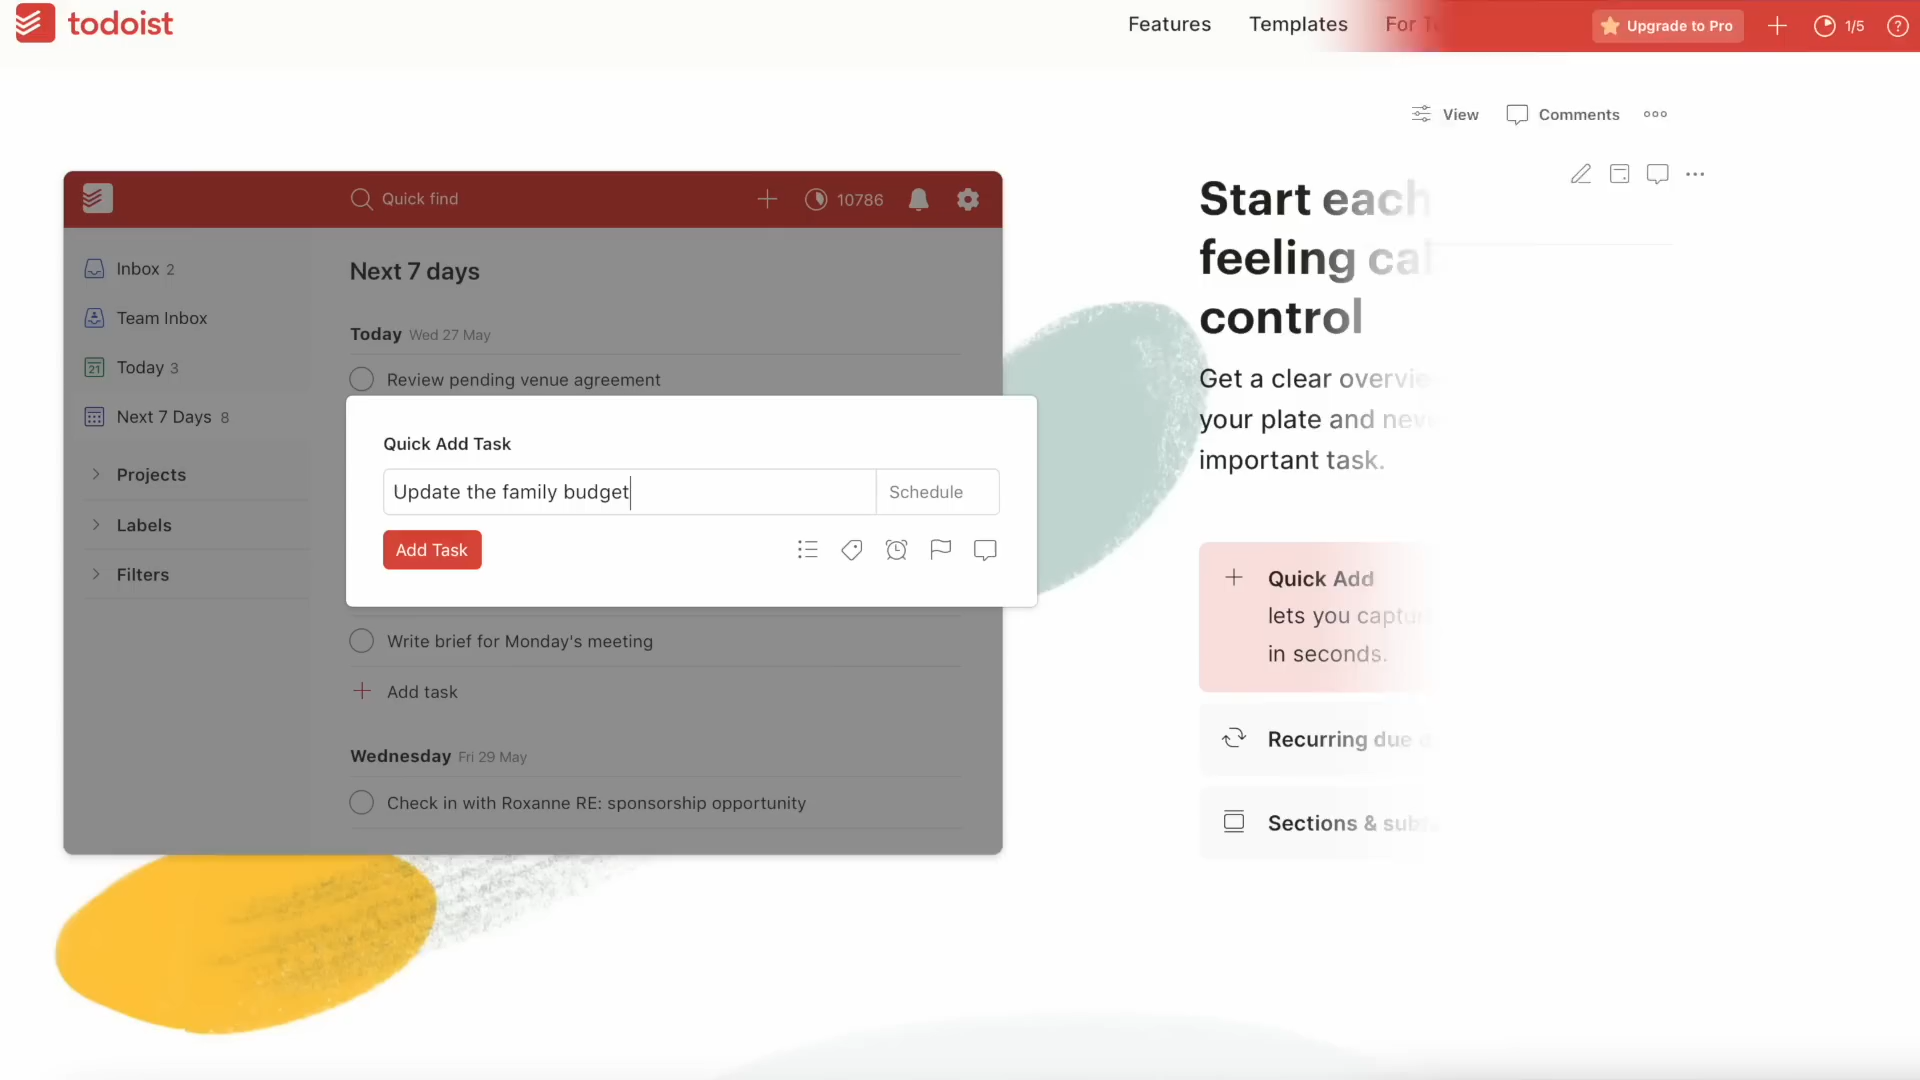 todoist
Features
Templates
For
Upgrade to Pro
1/5
?
View
Comments
Quick find
10786
Inbox 2
Team Inbox
21
Today 3
Next 7 Days 8
Projects
Labels
Filters
Next 7 days
Today Wed 27 May
Review pending venue agreement
Quick Add Task
Update the family budget
Schedule
Add Task
Write brief for Monday's meeting
Add task
Wednesday Fri 29 May
Check in with Roxanne RE: sponsorship opportunity
Start each
feeling
control
Get a clear
your plate and
important task.
Quick Add
lets you
in seconds.
Recurring due
Sections &